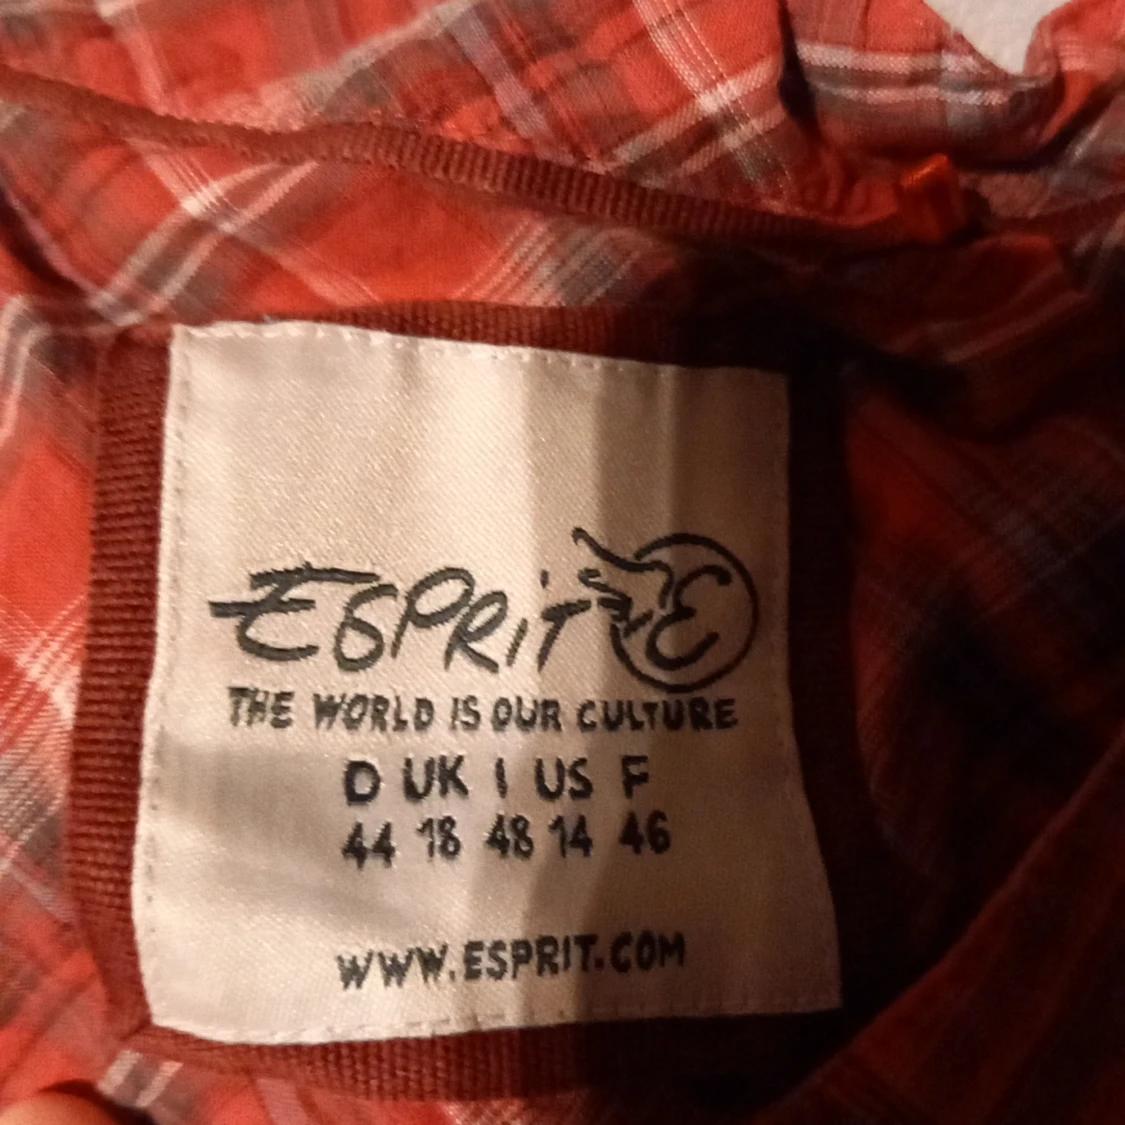 ESPRIT E
THE WORLD IS OUR CULTURE
D UK I US F
44 18 48 14 46
WWW.ESPRIT.COM